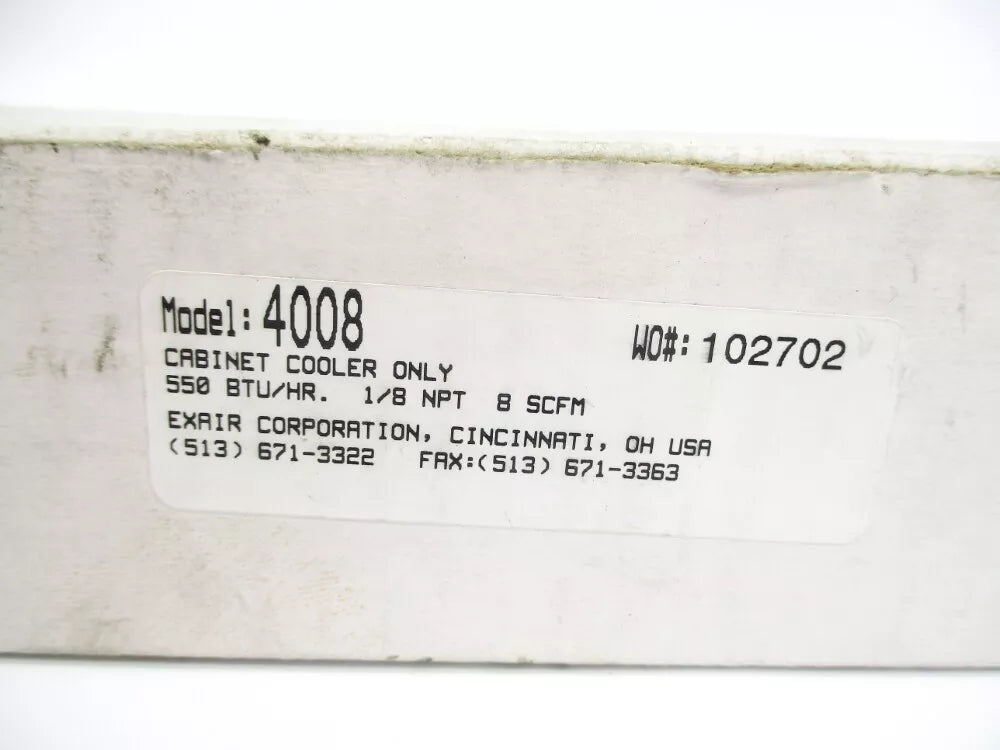 Model: 4008 WO#: 102702
CABINET COOLER ONLY
550 BTU/HR. 1/8 NPT 8 SCFM
EXAIR CORPORATION, CINCINNATI, OH USA
(513) 671-3322 FAX:(513) 671-3363